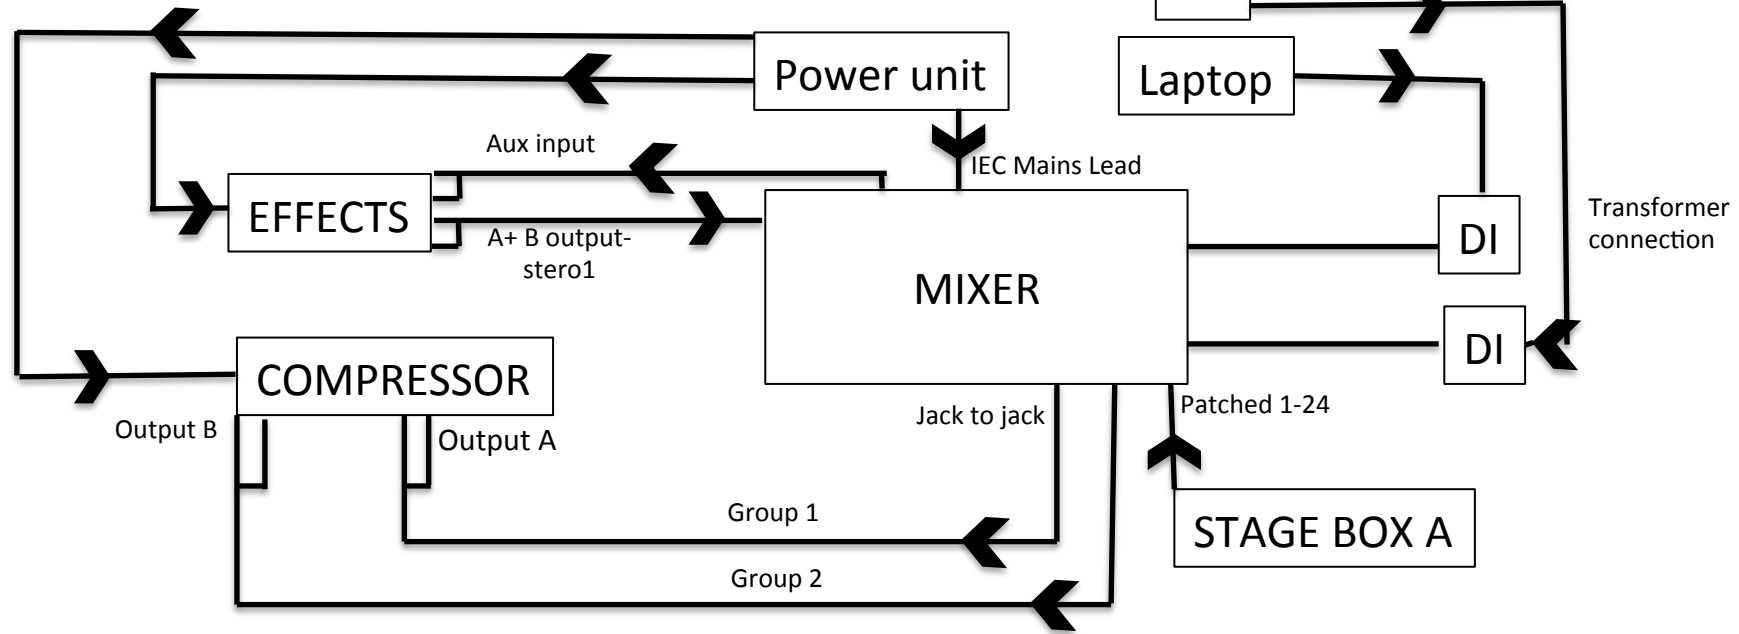 Power unit
Laptop
Aux input
IEC Mains Lead
EFFECTS
A+ B output-
stero1
MIXER
DI
Transformer
connection
DI
COMPRESSOR
Output B
Output A
Jack to jack
Patched 1-24
Group 1
STAGE BOX A
Group 2